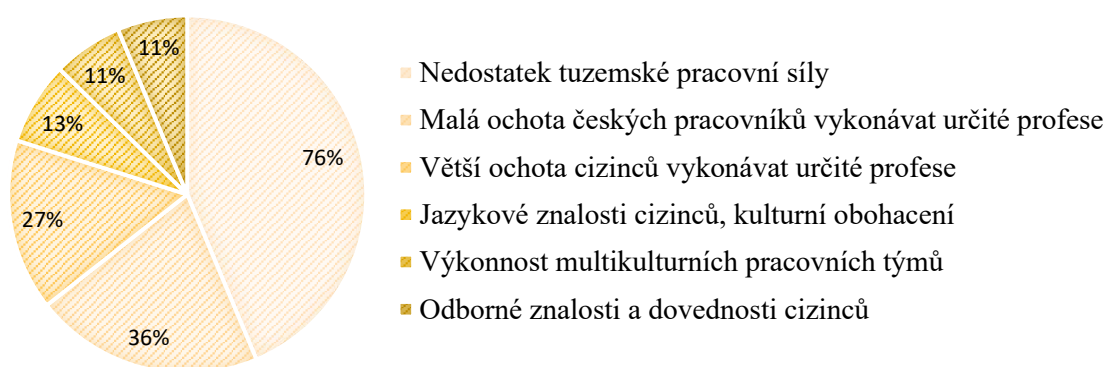 11%
11%
13%
27%
36%
76%
Nedostatek tuzemské pracovní síly
Malá ochota českých pracovníků vykonávat určité profese
Větší ochota cizinců vykonávat určité profese
Jazykové znalosti cizinců, kulturní obohacení
Výkonnost multikulturních pracovních týmů
Odborné znalosti a dovednosti cizinců